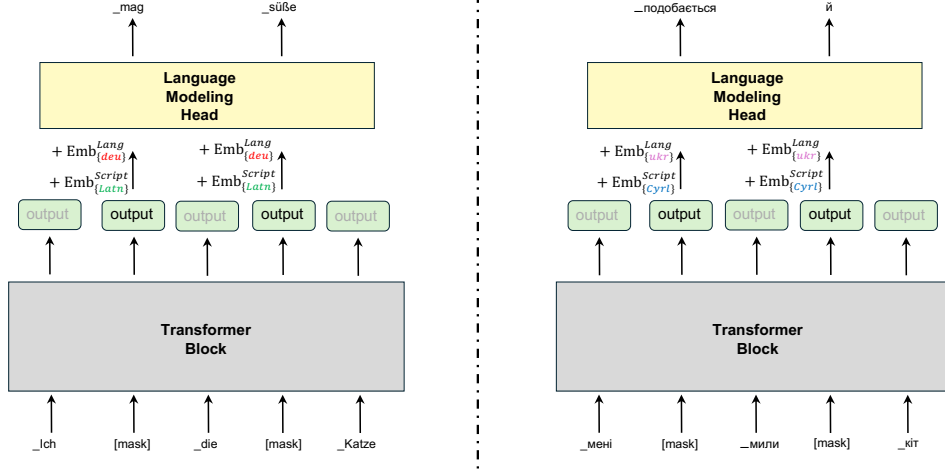 _mag
_süße
Language
Modeling
Head
+ Emb^{Lang}_{{deu}}
+ Emb^{Lang}_{{deu}}
+ Emb^{Script}_{{Latn}}
+ Emb^{Script}_{{Latn}}
output
output
output
output
output
Transformer
Block
_Ich
[mask]
_die
[mask]
_Katze
_подобається
й
Language
Modeling
Head
+ Emb^{Lang}_{{ukr}}
+ Emb^{Lang}_{{ukr}}
+ Emb^{Script}_{{Cyrl}}
+ Emb^{Script}_{{Cyrl}}
output
output
output
output
output
Transformer
Block
_мені
[mask]
_мили
[mask]
_кіт